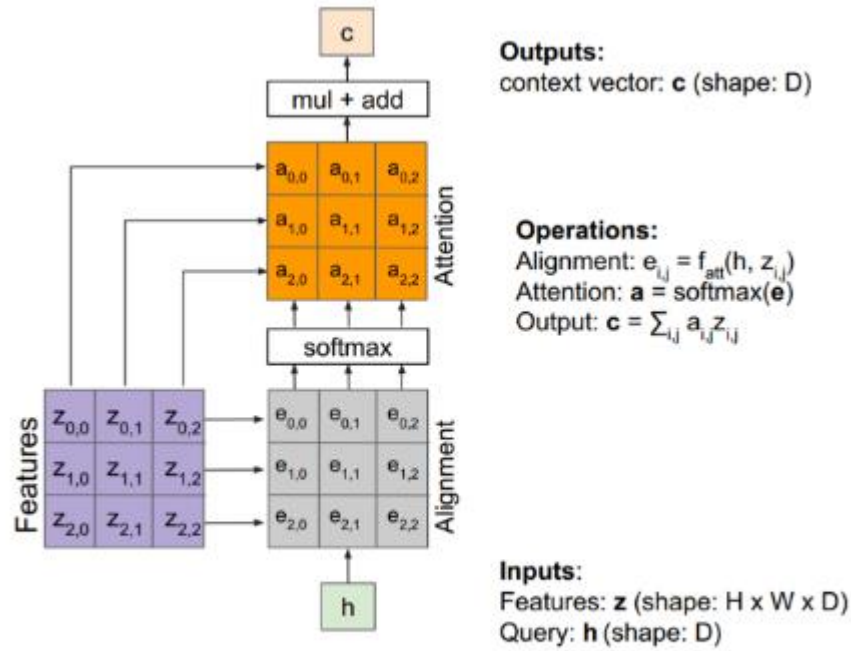 c
mul + add
a0,0 a0,1 a0,2
a1,0 a1,1 a1,2
a2,0 a2,1 a2,2
Attention
softmax
Features
z0,0 z0,1 z0,2
z1,0 z1,1 z1,2
z2,0 z2,1 z2,2
e0,0 e0,1 e0,2
e1,0 e1,1 e1,2
e2,0 e2,1 e2,2
Alignment
h
Outputs:
context vector: c (shape: D)
Operations:
Alignment: ei,j = fatt(h, zi,j)
Attention: a = softmax(e)
Output: c = ∑i,j ai,jzi,j
Inputs:
Features: z (shape: H x W x D)
Query: h (shape: D)